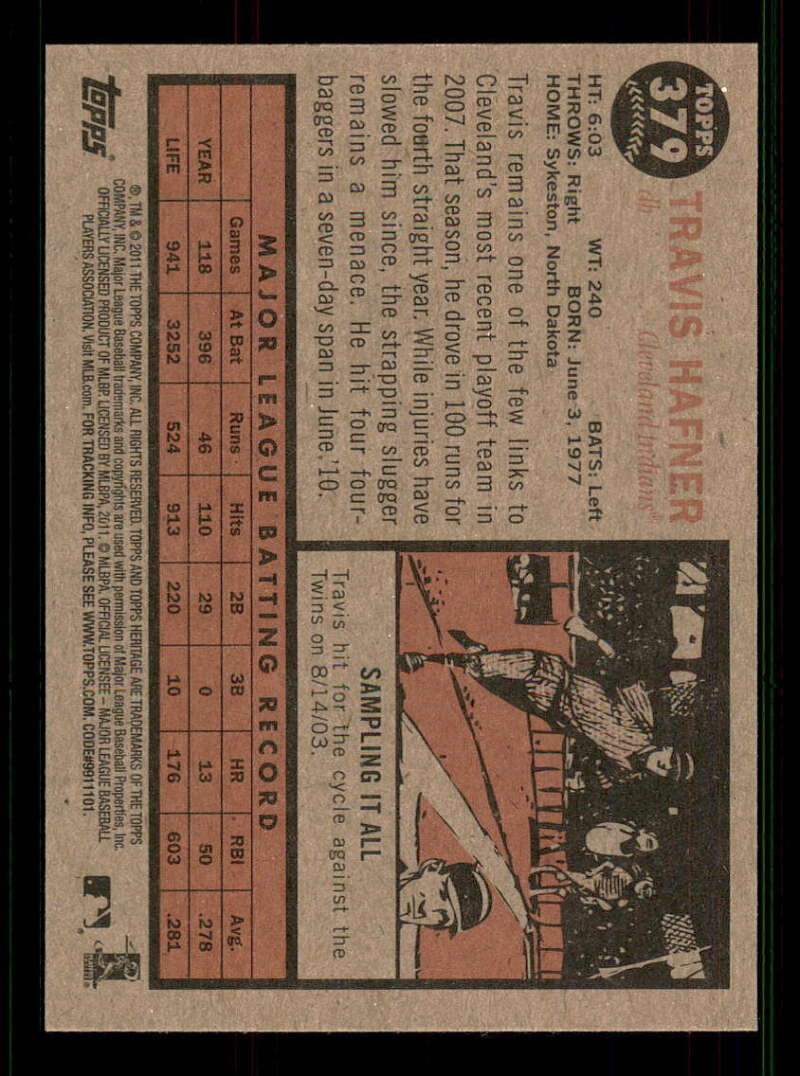 TOPPS
379
TRAVIS HAFNER
dh Cleveland Indians®
HT: 6:03 WT: 240 BATS: Left
THROWS: Right BORN: June 3, 1977
HOME: Sykeston, North Dakota
Travis remains one of the few links to
Cleveland's most recent playoff team in
2007. That season, he drove in 100 runs for
the fourth straight year. While injuries have
slowed him since, the strapping slugger
remains a menace. He hit four four-
baggers in a seven-day span in June '10.
SAMPLING IT ALL
Travis hit for the cycle against the
Twins on 8/14/03.
MAJOR LEAGUE BATTING RECORD
Games At Bat Runs Hits 2B 3B HR RBI Avg.
YEAR 118 396 46 110 29 0 13 50 .278
LIFE 941 3252 524 913 220 10 176 603 .281
topps®
®, TM & © 2011 THE TOPPS COMPANY, INC. ALL RIGHTS RESERVED. TOPPS AND TOPPS HERITAGE ARE TRADEMARKS OF THE TOPPS
COMPANY, INC. Major League Baseball trademarks and copyrights are used with permission of Major League Baseball Properties, Inc.
OFFICIALLY LICENSED PRODUCT OF MLBP. LICENSED BY MLBPA, 2011. © MLBPA. OFFICIAL LICENSEE – MAJOR LEAGUE BASEBALL
PLAYERS ASSOCIATION. Visit MLB.com. FOR TRACKING INFO, PLEASE SEE WWW.TOPPS.COM. CODE#9911101.